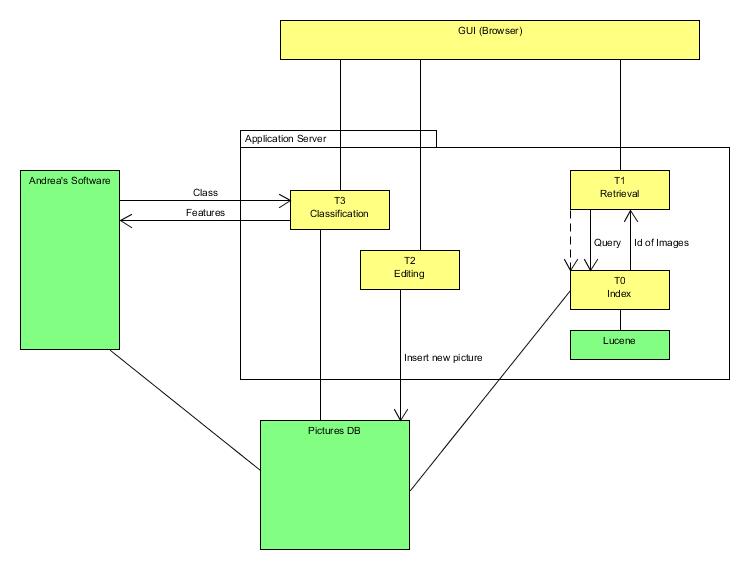 GUI (Browser)
Application Server
Andrea's Software
Class
Features
T3
Classification
T2
Editing
T1
Retrieval
Query
Id of Images
T0
Index
Lucene
Insert new picture
Pictures DB